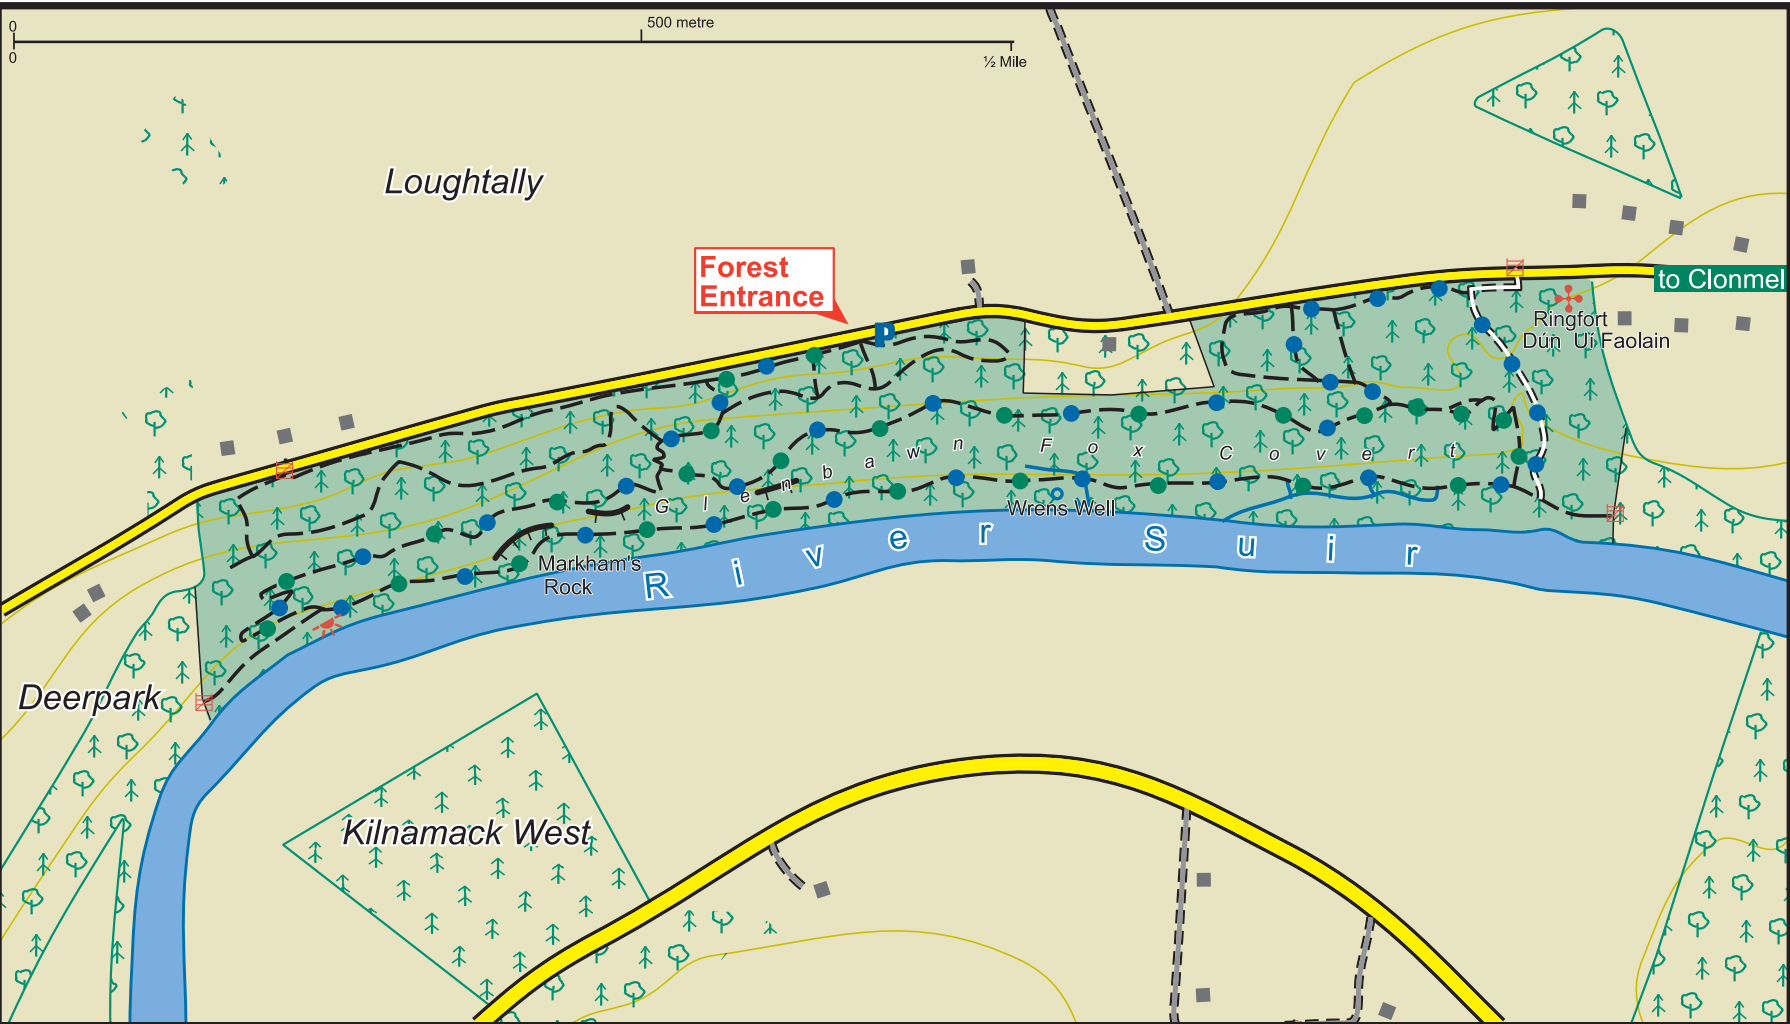 0
500 metre
0
½ Mile
Loughtally
Forest
Entrance
P
to Clonmel
Ringfort
Dún Uí Faolain
Glenbawn Fox Covert
Wrens Well
Markham's
Rock
River Suir
Deerpark
Kilnamack West